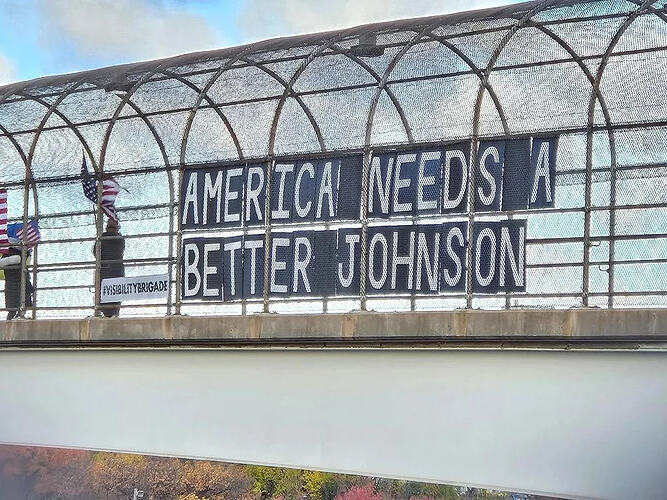 AMERICA NEEDS A
BETTER JOHNSON
#VISIBILITYBRIGADE